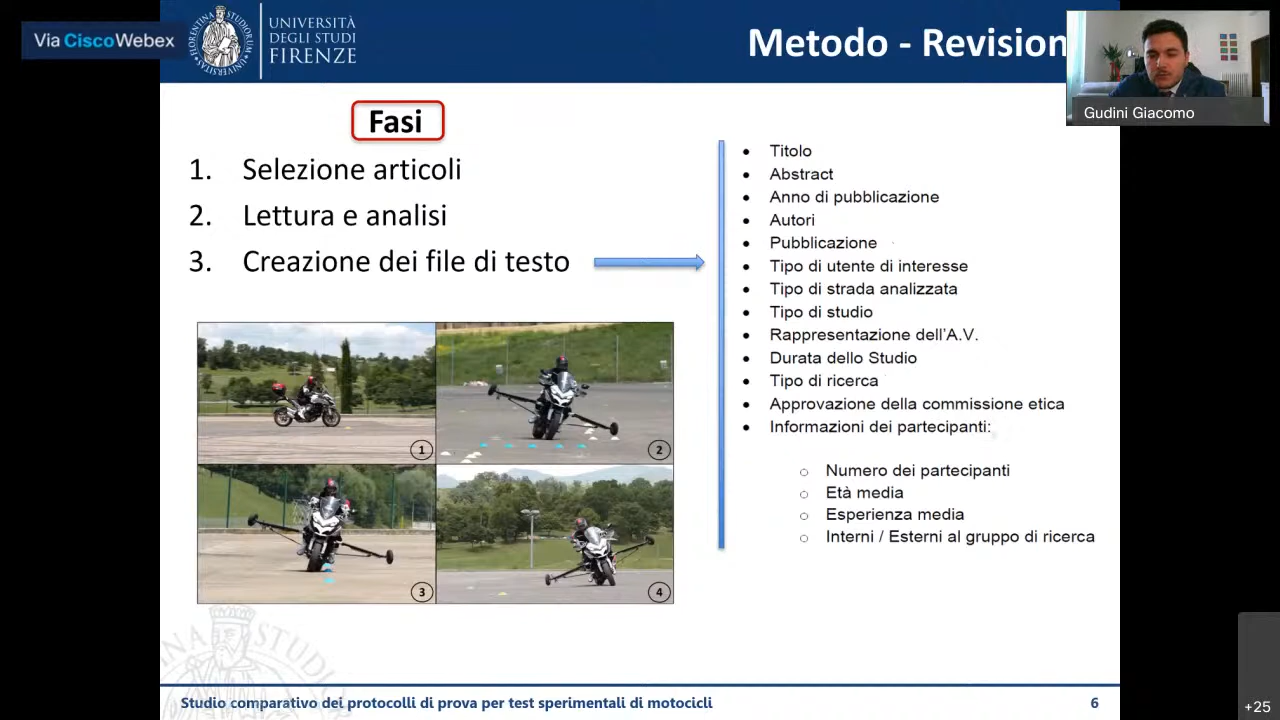 Via Cisco Webex
UNIVERSITÀ
DEGLI STUDI
FIRENZE
Metodo - Revision
Gudini Giacomo
Fasi
1. Selezione articoli
2. Lettura e analisi
3. Creazione dei file di testo
• Titolo
• Abstract
• Anno di pubblicazione
• Autori
• Pubblicazione
• Tipo di utente di interesse
• Tipo di strada analizzata
• Tipo di studio
• Rappresentazione dell'A.V.
• Durata dello Studio
• Tipo di ricerca
• Approvazione della commissione etica
• Informazioni dei partecipanti:
○ Numero dei partecipanti
○ Età media
○ Esperienza media
○ Interni / Esterni al gruppo di ricerca
1
2
3
4
Studio comparativo dei protocolli di prova per test sperimentali di motocicli
6
+25